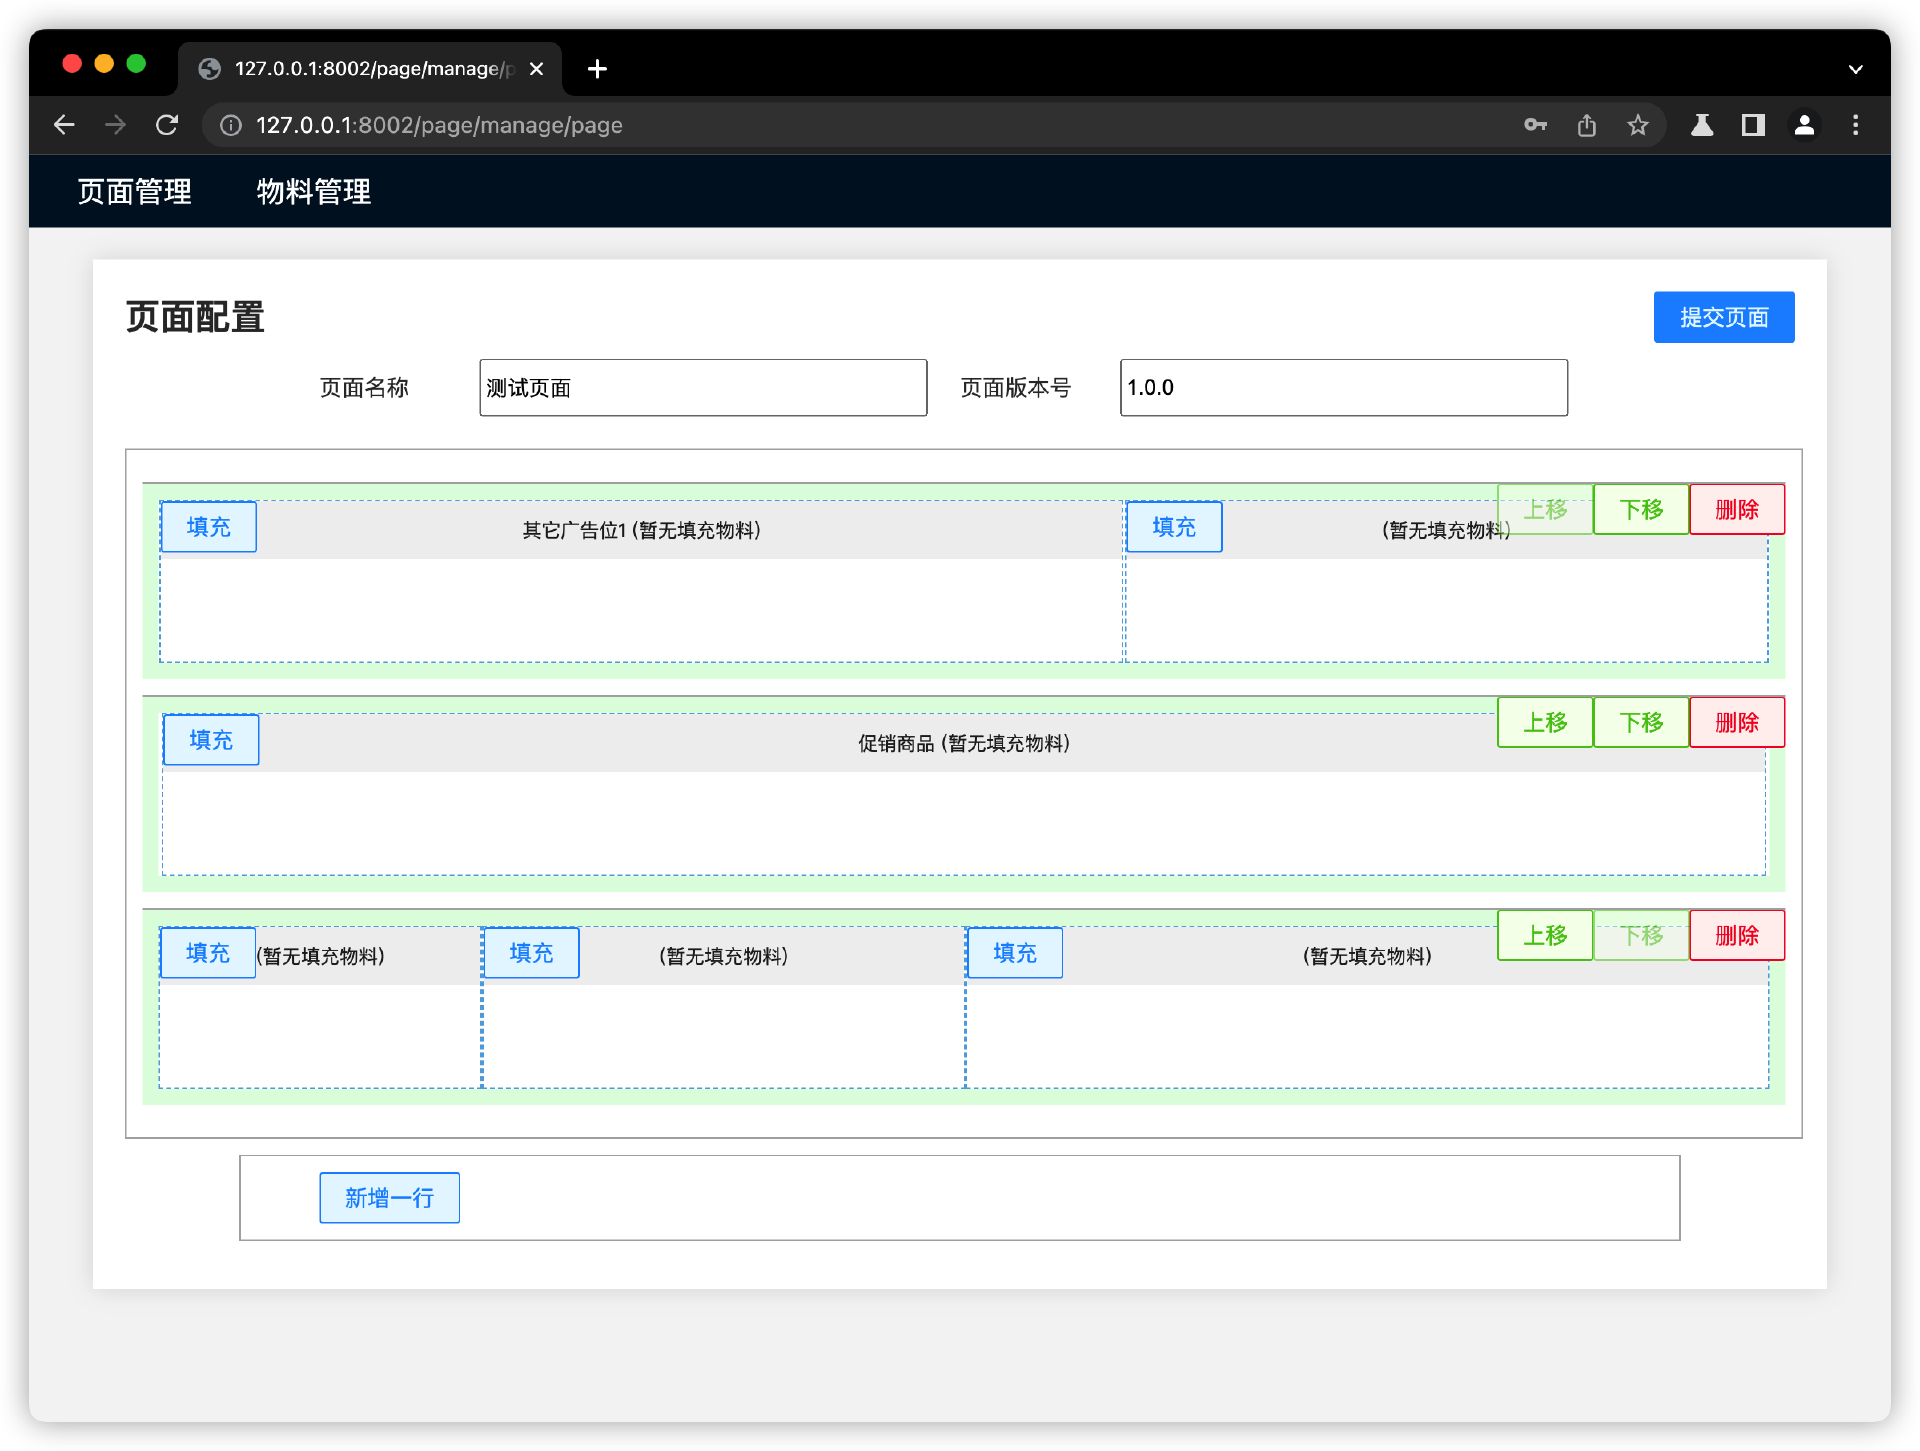 127.0.0.1:8002/page/manage/p
127.0.0.1:8002/page/manage/page
页面管理 物料管理
页面配置 提交页面
页面名称 测试页面 页面版本号 1.0.0
填充 其它广告位1 (暂无填充物料) 填充 (暂无填充物料) 上移 下移 删除
填充 促销商品 (暂无填充物料) 上移 下移 删除
填充 (暂无填充物料) 填充 (暂无填充物料) 填充 (暂无填充物料) 上移 下移 删除
新增一行